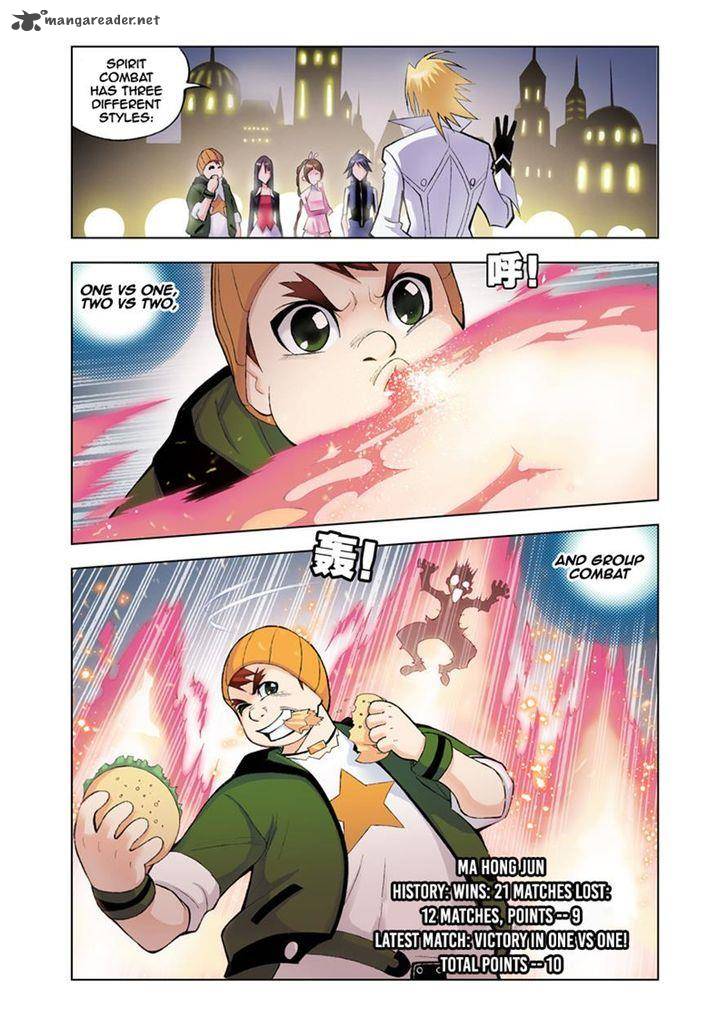 mangareader.net
SPIRIT
COMBAT
HAS THREE
DIFFERENT
STYLES:
ONE VS ONE,
TWO VS TWO,
呼!
轰!
AND GROUP
COMBAT
MA HONG JUN
HISTORY: WINS: 21 MATCHES LOST:
12 MATCHES, POINTS -- 9
LATEST MATCH: VICTORY IN ONE VS ONE!
TOTAL POINTS -- 10